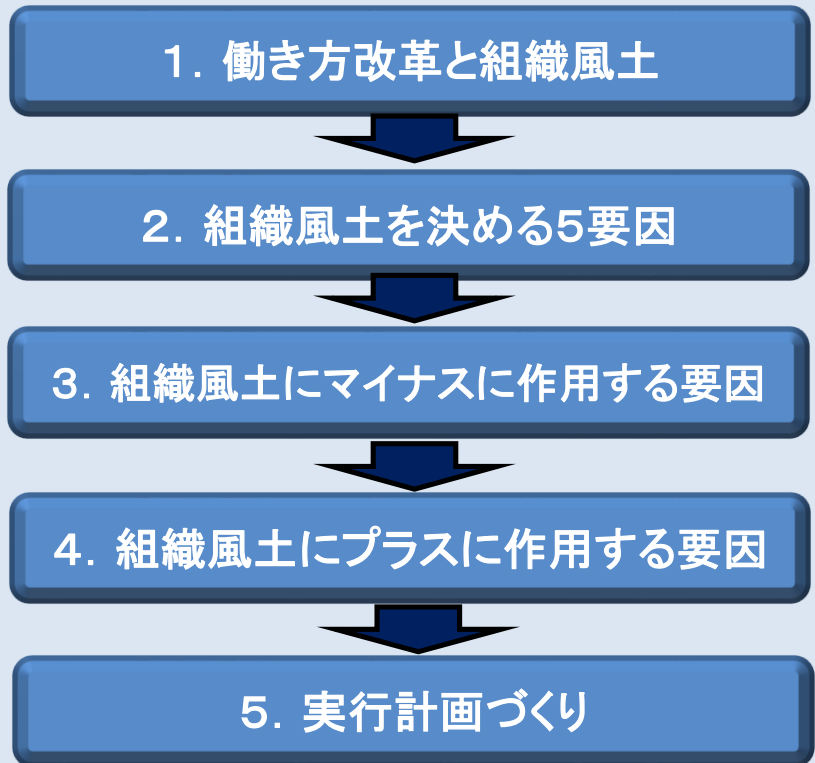 １．働き方改革と組織風土
２．組織風土を決める５要因
３．組織風土にマイナスに作用する要因
４．組織風土にプラスに作用する要因
５．実行計画づくり